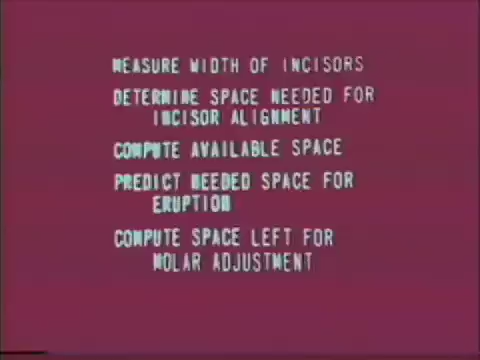 MEASURE WIDTH OF INCISORS
DETERMINE SPACE NEEDED FOR
INCISOR ALIGNMENT
COMPUTE AVAILABLE SPACE
PREDICT NEEDED SPACE FOR
ERUPTION
COMPUTE SPACE LEFT FOR
MOLAR ADJUSTMENT